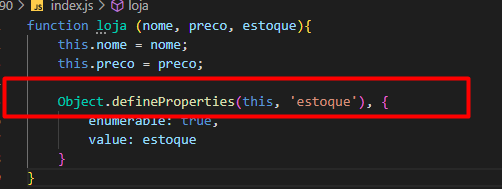 90 > JS index.js > loja
function loja (nome, preco, estoque){
this.nome = nome;
this.preco = preco;
Object.defineProperties(this, 'estoque'), {
enumerable: true,
value: estoque
}
}